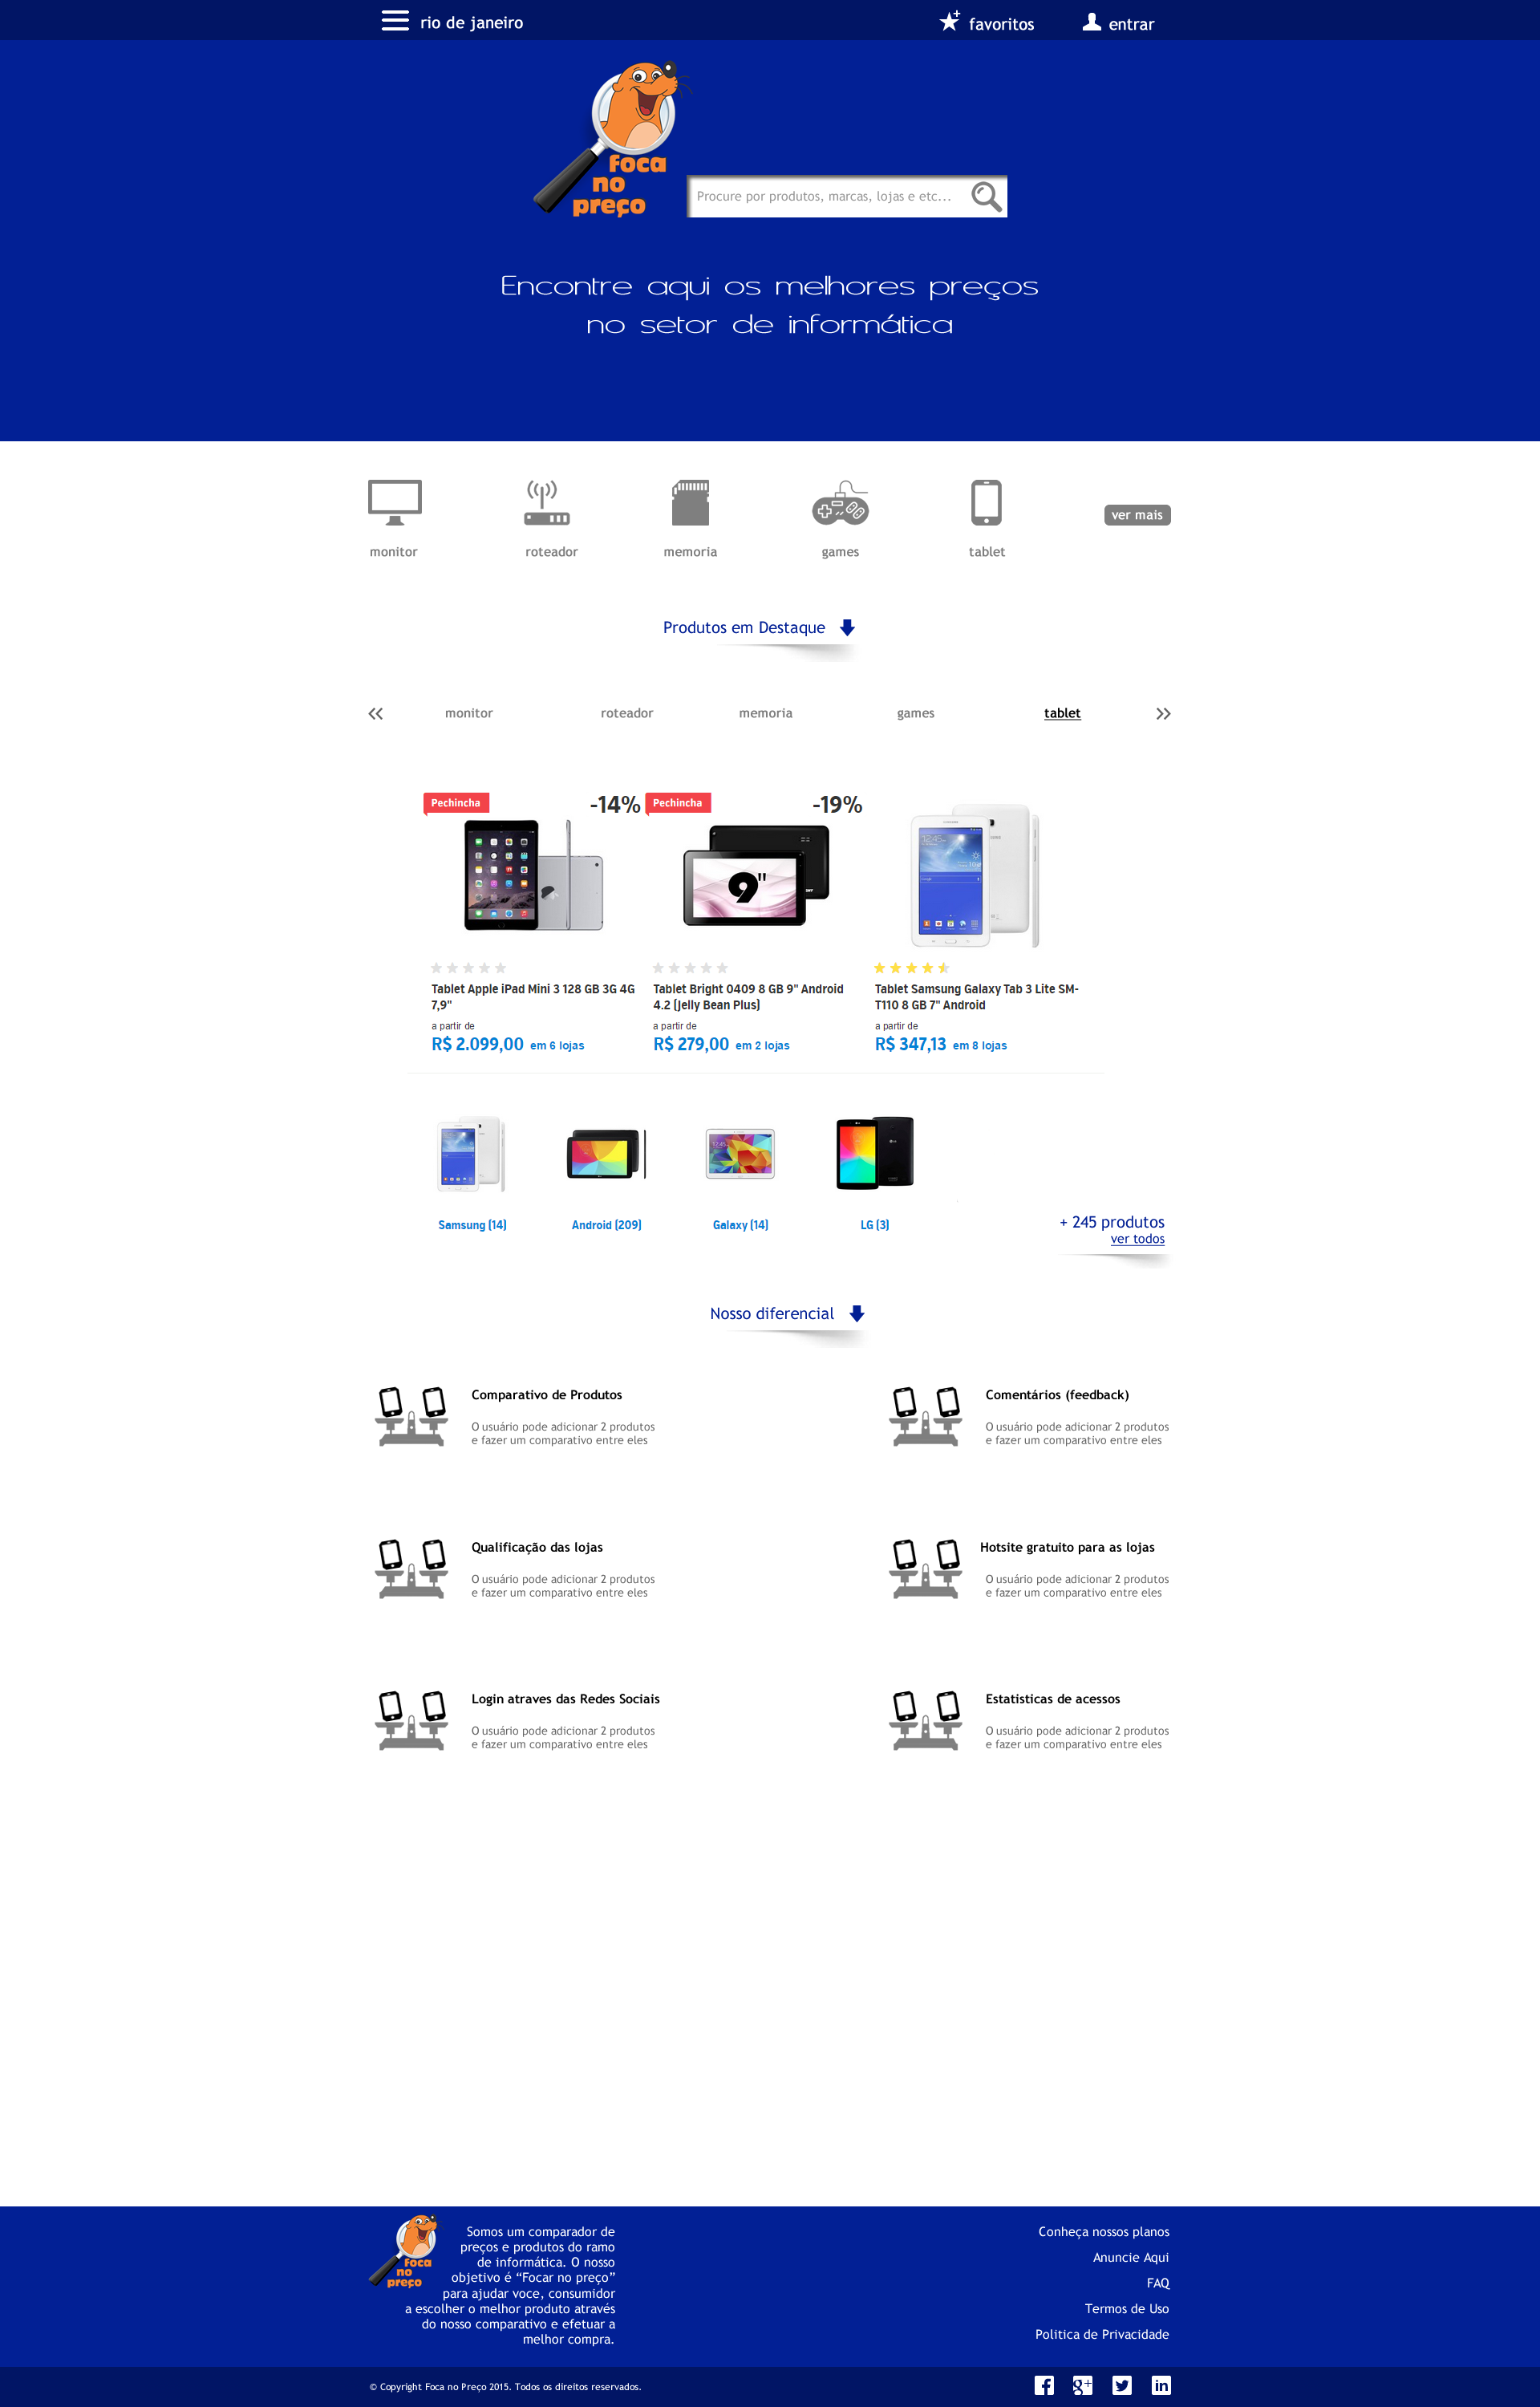 rio de janeiro
favoritos
entrar
foca
no
preço
Procure por produtos, marcas, lojas e etc...
Encontre aqui os melhores preços
no setor de informática
monitor
roteador
memoria
games
tablet
ver mais
Produtos em Destaque
monitor
roteador
memoria
games
tablet
Pechincha
-14%
Tablet Apple iPad Mini 3 128 GB 3G 4G
7,9"
a partir de
R$ 2.099,00 em 6 lojas
Pechincha
-19%
9"
Tablet Bright 0409 8 GB 9" Android
4.2 (Jelly Bean Plus)
a partir de
R$ 279,00 em 2 lojas
Tablet Samsung Galaxy Tab 3 Lite SM-
T110 8 GB 7" Android
a partir de
R$ 347,13 em 8 lojas
Samsung (14)
Android (209)
Galaxy (14)
LG (3)
+ 245 produtos
ver todos
Nosso diferencial
Comparativo de Produtos
O usuário pode adicionar 2 produtos
e fazer um comparativo entre eles
Comentários (feedback)
O usuário pode adicionar 2 produtos
e fazer um comparativo entre eles
Qualificação das lojas
O usuário pode adicionar 2 produtos
e fazer um comparativo entre eles
Hotsite gratuito para as lojas
O usuário pode adicionar 2 produtos
e fazer um comparativo entre eles
Login atraves das Redes Sociais
O usuário pode adicionar 2 produtos
e fazer um comparativo entre eles
Estatisticas de acessos
O usuário pode adicionar 2 produtos
e fazer um comparativo entre eles
foca
no
preço
Somos um comparador de
preços e produtos do ramo
de informática. O nosso
objetivo é “Focar no preço”
para ajudar voce, consumidor
a escolher o melhor produto através
do nosso comparativo e efetuar a
melhor compra.
Conheça nossos planos
Anuncie Aqui
FAQ
Termos de Uso
Politica de Privacidade
© Copyright Foca no Preço 2015. Todos os direitos reservados.